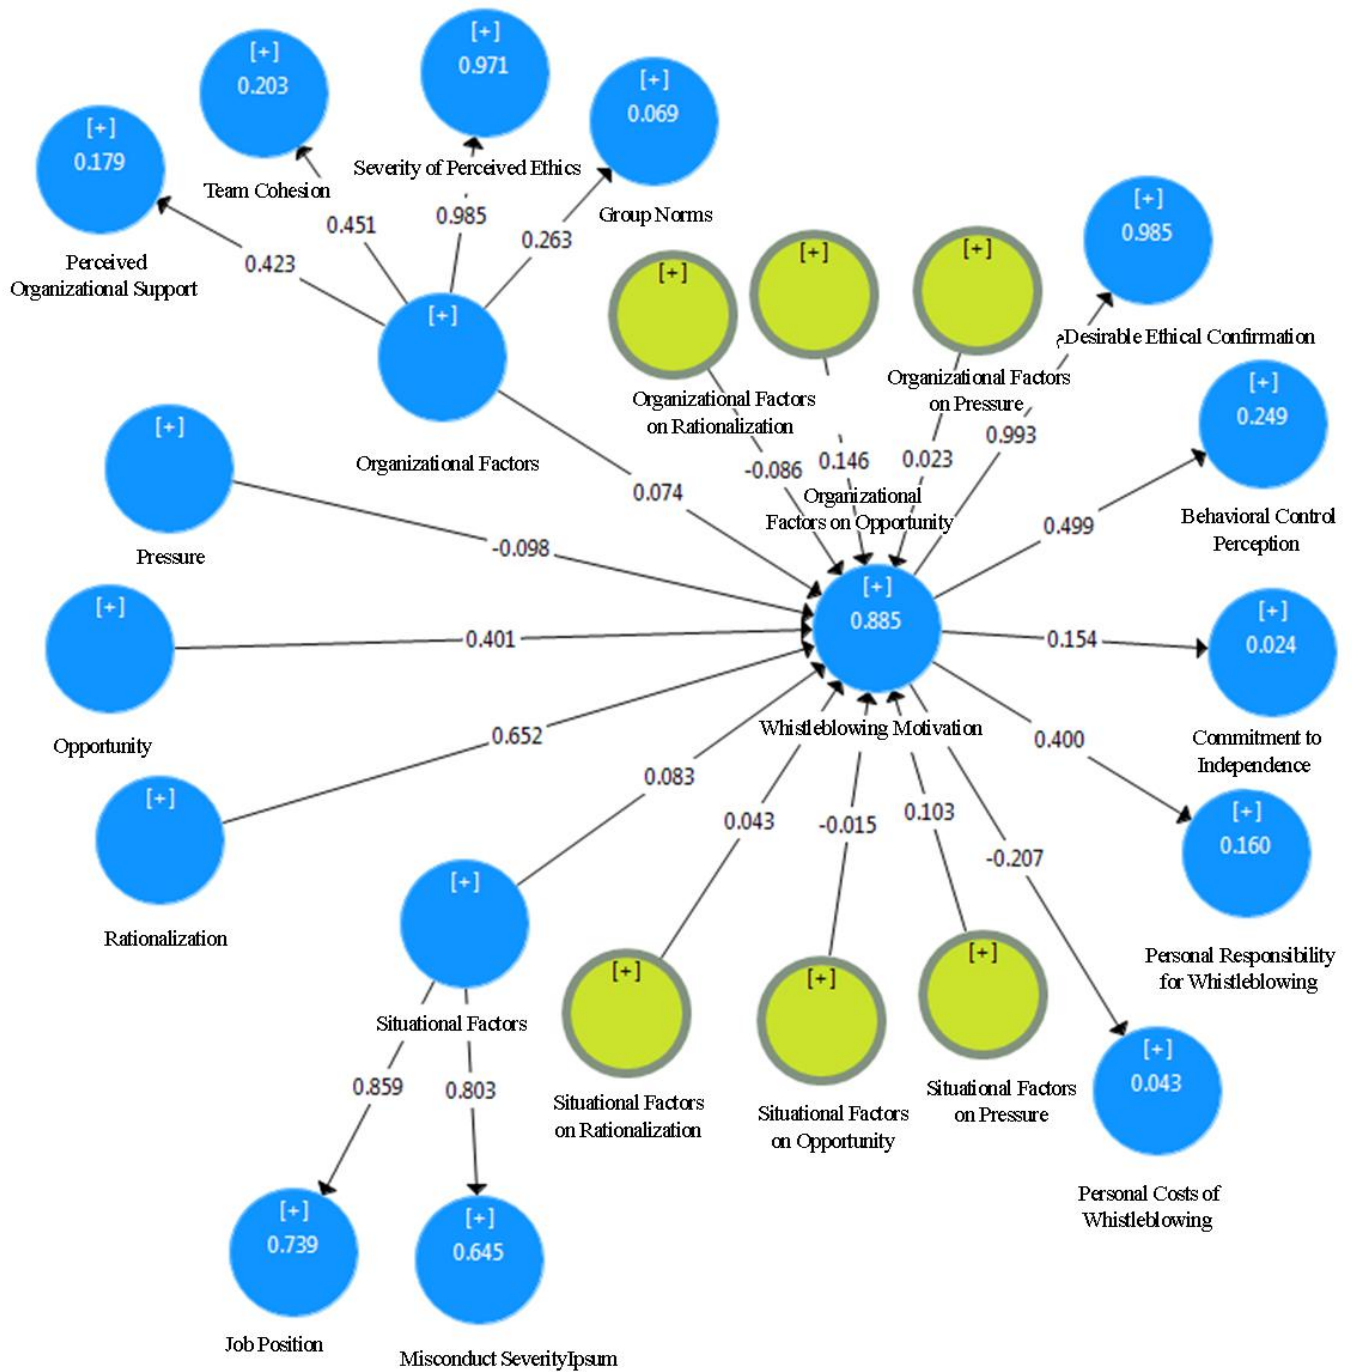 [+]
0.971
[+]
0.203
[+]
0.069
[+]
0.179
Severity of Perceived Ethics
Team Cohesion
Group Norms
[+]
0.985
0.451
0.985
0.263
Perceived
Organizational Support
0.423
[+]
[+]
[+]
[+]
مDesirable Ethical Confirmation
Organizational Factors
on Rationalization
Organizational Factors
on Pressure
[+]
0.249
[+]
Organizational Factors
0.993
-0.086
0.146
0.023
0.074
Organizational
Factors on Opportunity
0.499
Behavioral Control
Perception
Pressure
-0.098
[+]
0.885
[+]
0.401
0.154
[+]
0.024
Opportunity
0.652
Whistleblowing Motivation
0.400
Commitment to
Independence
[+]
0.083
0.043
-0.015
0.103
-0.207
[+]
0.160
Rationalization
[+]
Personal Responsibility
for Whistleblowing
[+]
[+]
[+]
Situational Factors
0.859
0.803
Situational Factors
on Rationalization
Situational Factors
on Opportunity
Situational Factors
on Pressure
[+]
0.043
Personal Costs of
Whistleblowing
[+]
0.739
[+]
0.645
Job Position
Misconduct SeverityIpsum